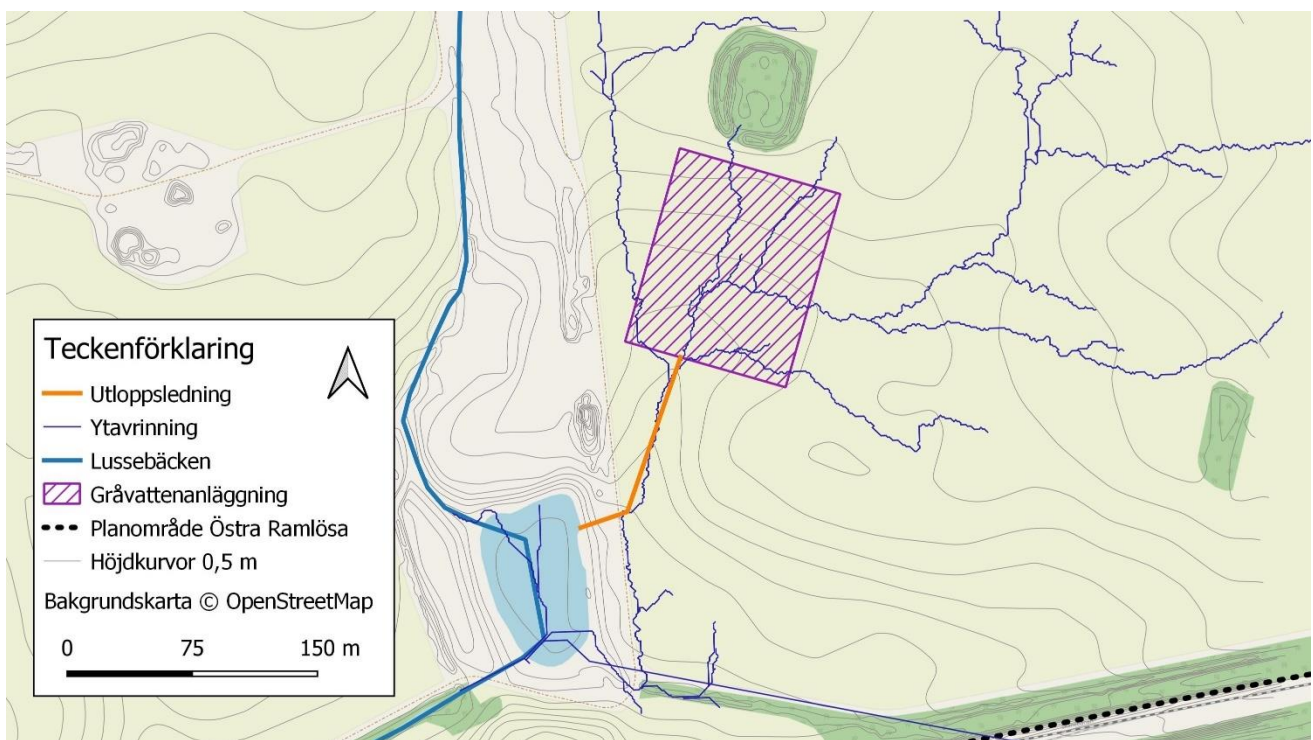 Teckenförklaring
Utloppsledning
Ytavrinning
Lussebäcken
Gråvattenanläggning
Planområde Östra Ramlösa
Höjdkurvor 0,5 m
Bakgrundskarta © OpenStreetMap
0 75 150 m